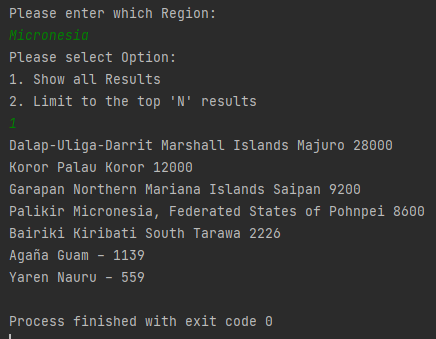 Please enter which Region:
Micronesia
Please select Option:
1. Show all Results
2. Limit to the top 'N' results
1
Dalap-Uliga-Darrit Marshall Islands Majuro 28000
Koror Palau Koror 12000
Garapan Northern Mariana Islands Saipan 9200
Palikir Micronesia, Federated States of Pohnpei 8600
Bairiki Kiribati South Tarawa 2226
Agaña Guam – 1139
Yaren Nauru – 559
Process finished with exit code 0